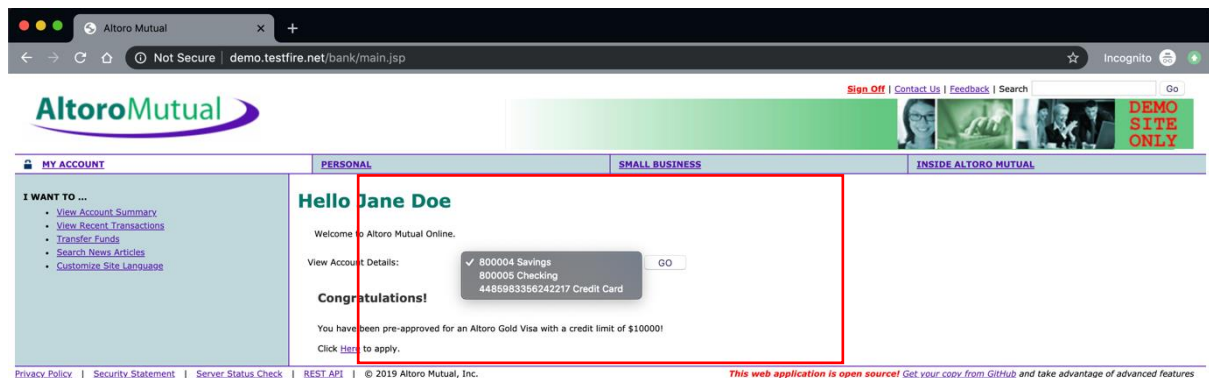 Altoro Mutual
Not Secure | demo.testfire.net/bank/main.jsp
Incognito
Sign Off | Contact Us | Feedback | Search Go
AltoroMutual
DEMO
SITE
ONLY
MY ACCOUNT PERSONAL SMALL BUSINESS INSIDE ALTORO MUTUAL
I WANT TO ...
• View Account Summary
• View Recent Transactions
• Transfer Funds
• Search News Articles
• Customize Site Language
Hello Jane Doe
Welcome to Altoro Mutual Online.
View Account Details: ✓ 800004 Savings GO
800005 Checking
4485983356242217 Credit Card
Congratulations!
You have been pre-approved for an Altoro Gold Visa with a credit limit of $10000!
Click Here to apply.
Privacy Policy | Security Statement | Server Status Check | REST API | © 2019 Altoro Mutual, Inc. This web application is open source! Get your copy from GitHub and take advantage of advanced features